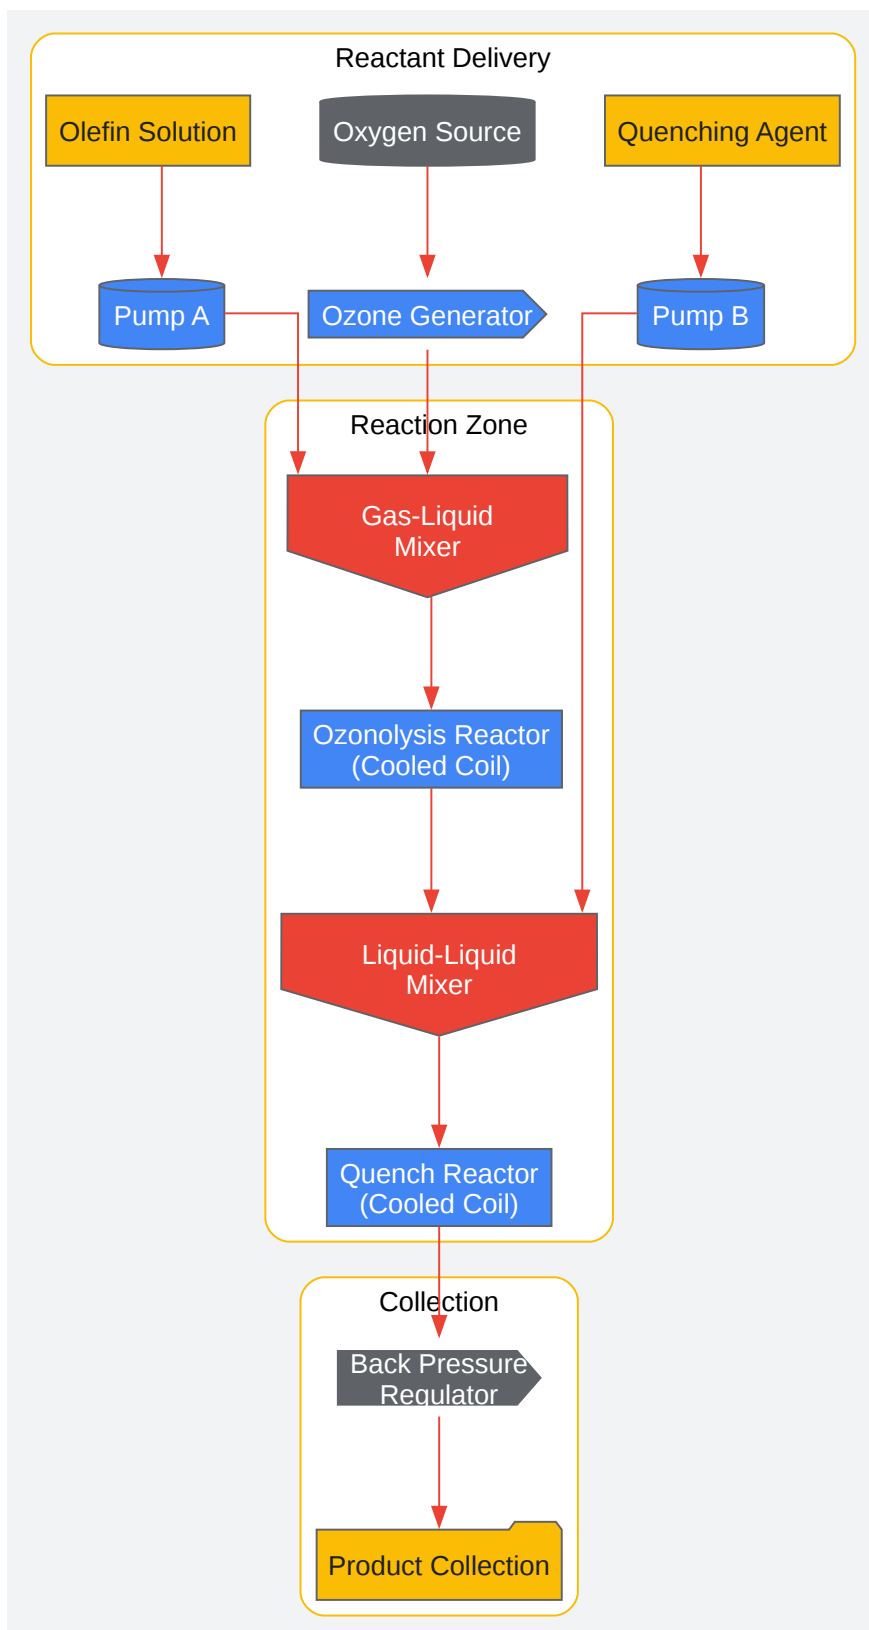 Reactant Delivery
Olefin Solution
Oxygen Source
Quenching Agent
Pump A
Ozone Generator
Pump B
Reaction Zone
Gas-Liquid
Mixer
Ozonolysis Reactor
(Cooled Coil)
Liquid-Liquid
Mixer
Quench Reactor
(Cooled Coil)
Collection
Back Pressure
Regulator
Product Collection